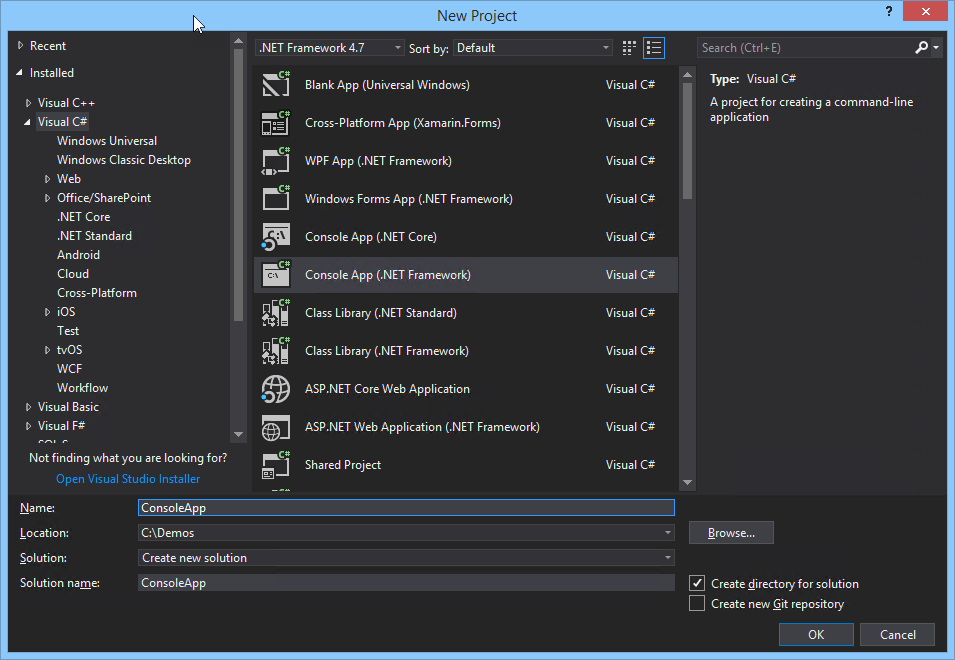 New Project
?
Recent
Installed
Visual C++
Visual C#
Windows Universal
Windows Classic Desktop
Web
Office/SharePoint
.NET Core
.NET Standard
Android
Cloud
Cross-Platform
iOS
Test
tvOS
WCF
Workflow
Visual Basic
Visual F#
Not finding what you are looking for?
Open Visual Studio Installer
.NET Framework 4.7 Sort by: Default
Blank App (Universal Windows) Visual C#
Cross-Platform App (Xamarin.Forms) Visual C#
WPF App (.NET Framework) Visual C#
Windows Forms App (.NET Framework) Visual C#
Console App (.NET Core) Visual C#
Console App (.NET Framework) Visual C#
Class Library (.NET Standard) Visual C#
Class Library (.NET Framework) Visual C#
ASP.NET Core Web Application Visual C#
ASP.NET Web Application (.NET Framework) Visual C#
Shared Project Visual C#
Search (Ctrl+E)
Type: Visual C#
A project for creating a command-line
application
Name: ConsoleApp
Location: C:\Demos Browse...
Solution: Create new solution
Solution name: ConsoleApp
Create directory for solution
Create new Git repository
OK Cancel